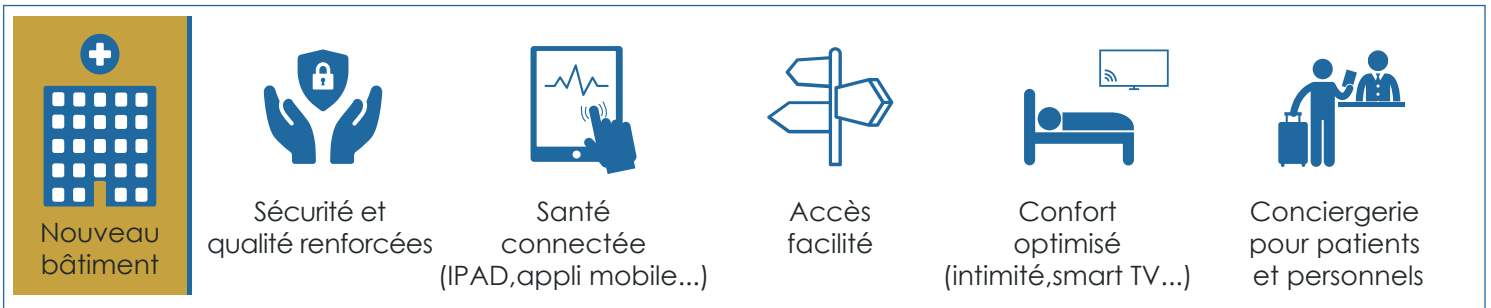 Nouveau
bâtiment
Sécurité et
qualité renforcées
Santé
connectée
(IPAD,appli mobile...)
Accès
facilité
Confort
optimisé
(intimité,smart TV...)
Conciergerie
pour patients
et personnels